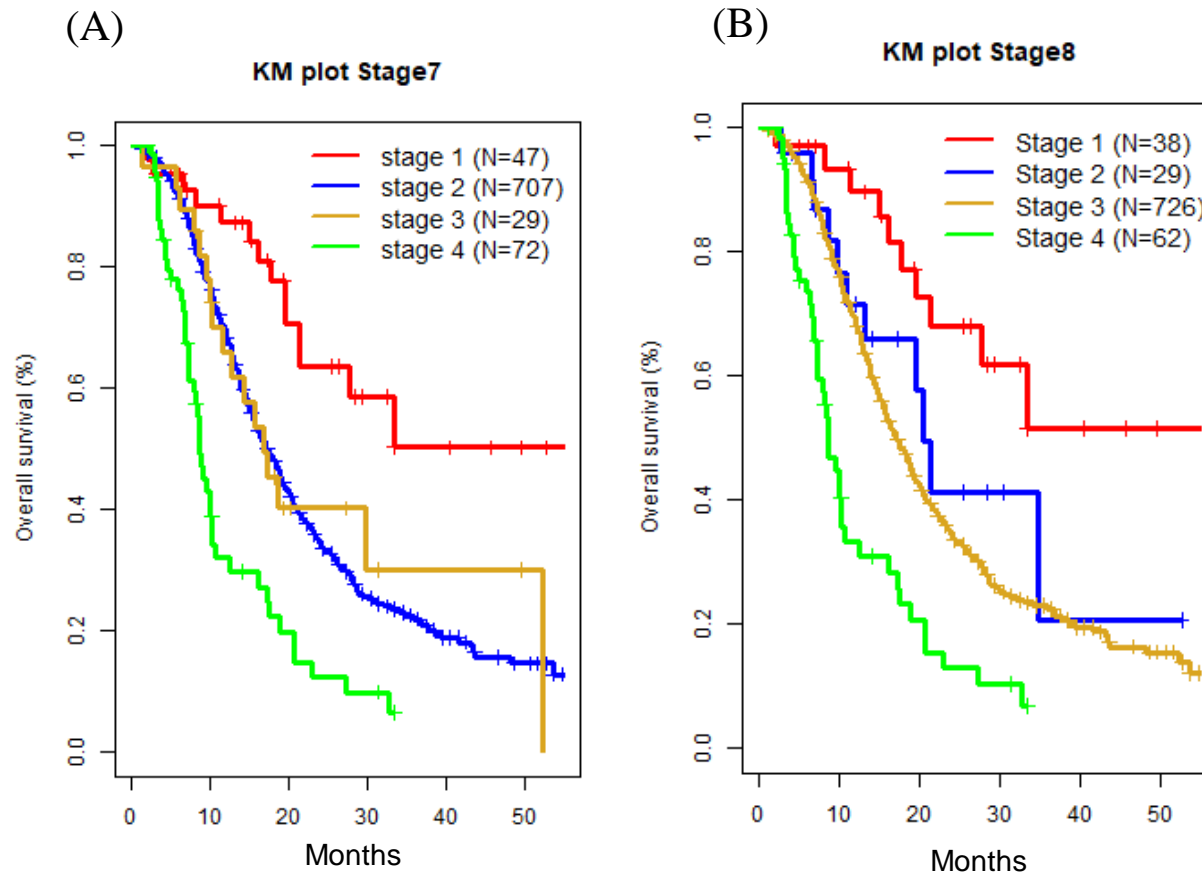 (A)
KM plot Stage7
stage 1 (N=47)
stage 2 (N=707)
stage 3 (N=29)
stage 4 (N=72)
Overall survival (%)
1.0
0.8
0.6
0.4
0.2
0.0
0 10 20 30 40 50
Months
(B)
KM plot Stage8
Stage 1 (N=38)
Stage 2 (N=29)
Stage 3 (N=726)
Stage 4 (N=62)
Overall survival (%)
1.0
0.8
0.6
0.4
0.2
0.0
0 10 20 30 40 50
Months